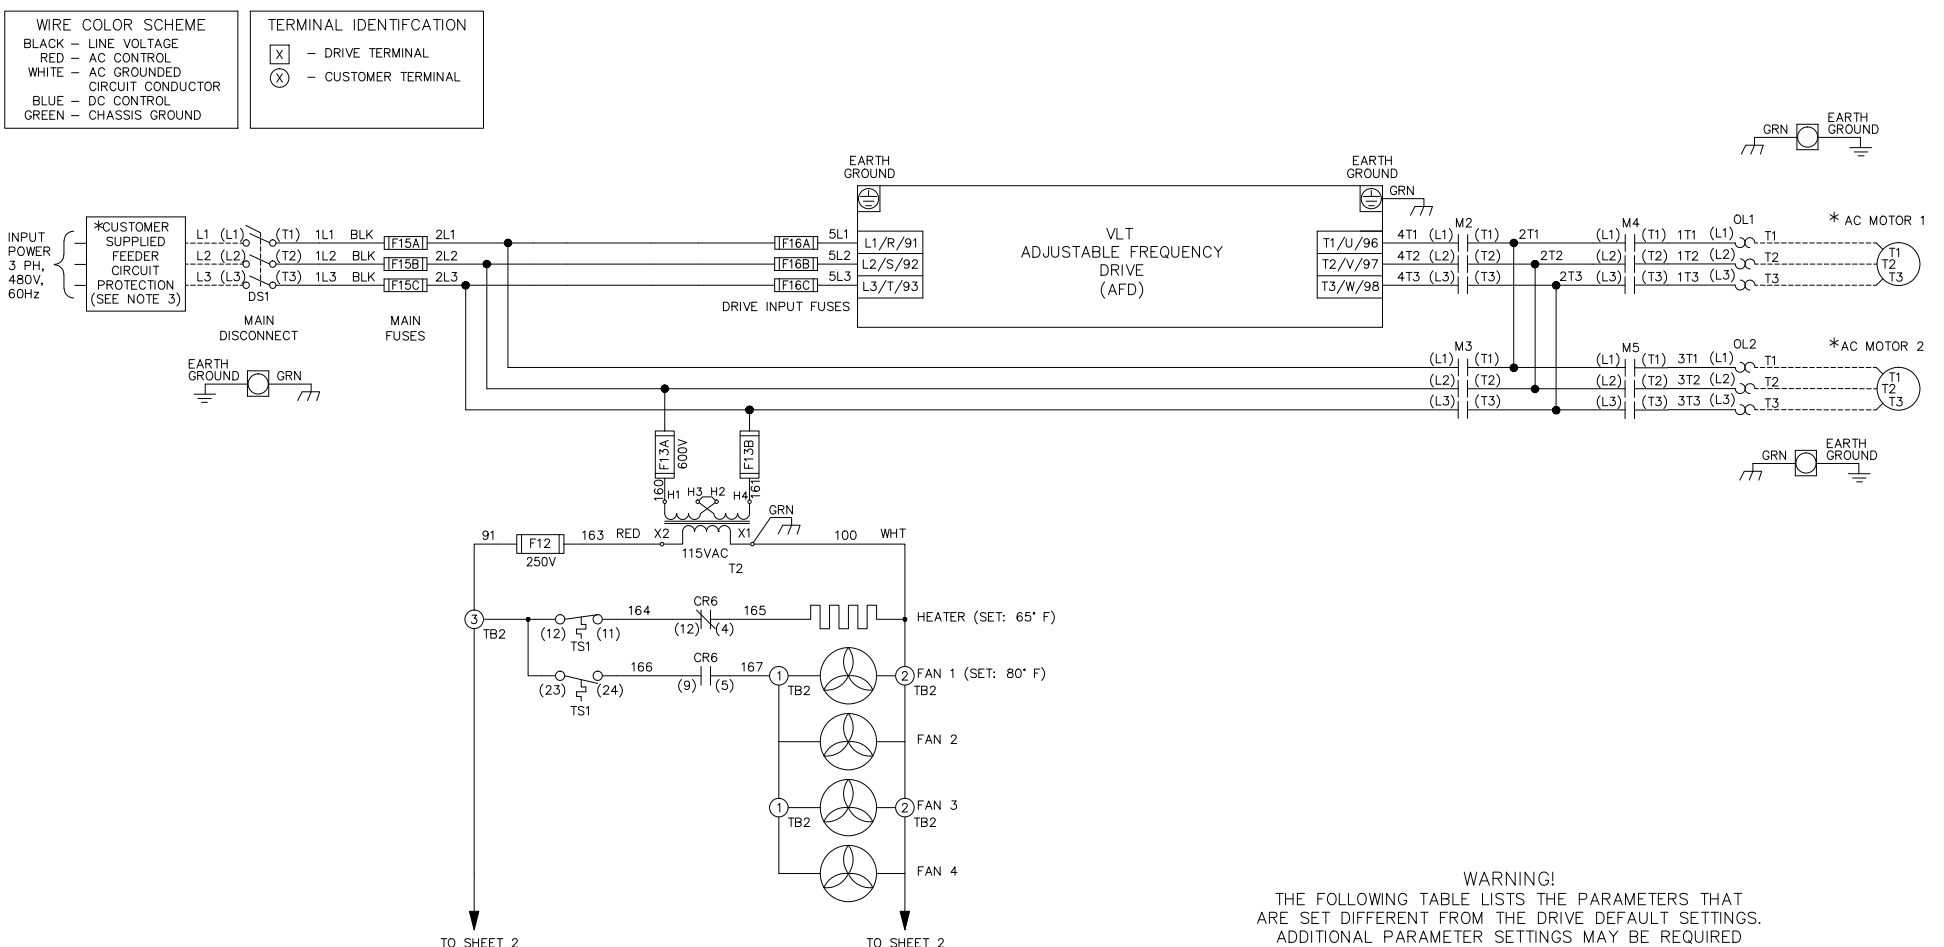 WIRE COLOR SCHEME
BLACK – LINE VOLTAGE
RED – AC CONTROL
WHITE – AC GROUNDED
CIRCUIT CONDUCTOR
BLUE – DC CONTROL
GREEN – CHASSIS GROUND
TERMINAL IDENTIFCATION
X – DRIVE TERMINAL
X – CUSTOMER TERMINAL
GRN
EARTH
GROUND
INPUT
POWER
3 PH,
480V,
60Hz
*CUSTOMER
SUPPLIED
FEEDER
CIRCUIT
PROTECTION
(SEE NOTE 3)
L1 (L1) (T1) 1L1 BLK F15A 2L1
L2 (L2) (T2) 1L2 BLK F15B 2L2
L3 (L3) (T3) 1L3 BLK F15C 2L3
DS1
MAIN
DISCONNECT
MAIN
FUSES
EARTH
GROUND
GRN
F16A 5L1 L1/R/91
F16B 5L2 L2/S/92
F16C 5L3 L3/T/93
DRIVE INPUT FUSES
EARTH
GROUND
VLT
ADJUSTABLE FREQUENCY
DRIVE
(AFD)
EARTH
GROUND
GRN
M2
M4
OL1
* AC MOTOR 1
T1/U/96 4T1 (L1) (T1) 2T1 (L1) (T1) 1T1 (L1) T1 T1
T2/V/97 4T2 (L2) (T2) 2T2 (L2) (T2) 1T2 (L2) T2 T2
T3/W/98 4T3 (L3) (T3) 2T3 (L3) (T3) 1T3 (L3) T3 T3
M3
M5
OL2
*AC MOTOR 2
(L1) (T1) (L1) (T1) 3T1 (L1) T1 T1
(L2) (T2) (L2) (T2) 3T2 (L2) T2 T2
(L3) (T3) (L3) (T3) 3T3 (L3) T3 T3
GRN
EARTH
GROUND
F13A
600V
F13B
160
H1 H3 H2 H4
161
GRN
91 F12 163 RED X2 X1 100 WHT
250V
115VAC
T2
3
TB2
(12) (11)
TS1
164
CR6
(12) (4)
165
HEATER (SET: 65° F)
(23) (24)
TS1
166
CR6
(9) (5)
167
1
TB2
2
TB2
FAN 1 (SET: 80° F)
FAN 2
1
TB2
2
TB2
FAN 3
FAN 4
TO SHEET 2
TO SHEET 2
WARNING!
THE FOLLOWING TABLE LISTS THE PARAMETERS THAT
ARE SET DIFFERENT FROM THE DRIVE DEFAULT SETTINGS.
ADDITIONAL PARAMETER SETTINGS MAY BE REQUIRED